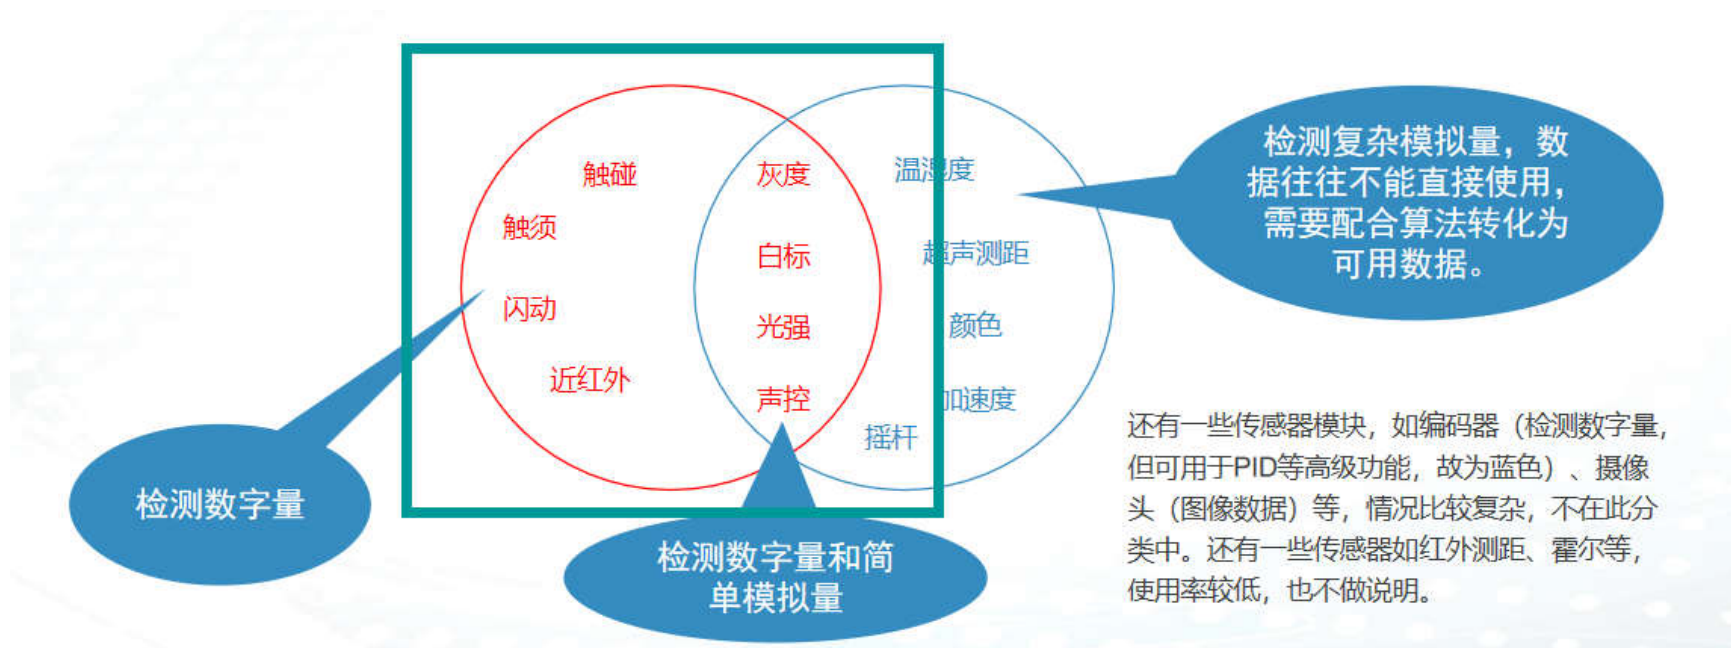 触碰
触须
闪动
近红外
灰度
白标
光强
声控
温湿度
超声测距
颜色
加速度
摇杆
检测数字量
检测数字量和简
单模拟量
检测复杂模拟量，数
据往往不能直接使用，
需要配合算法转化为
可用数据。
还有一些传感器模块，如编码器（检测数字量，
但可用于PID等高级功能，故为蓝色）、摄像
头（图像数据）等，情况比较复杂，不在此分
类中。还有一些传感器如红外测距、霍尔等，
使用率较低，也不做说明。